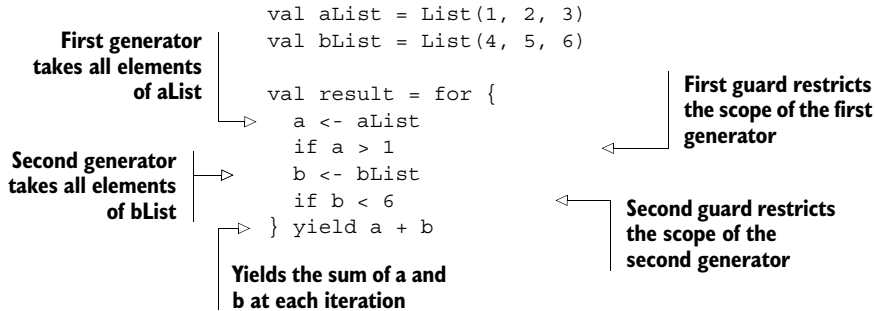 val aList = List(1, 2, 3)
val bList = List(4, 5, 6)
First generator
takes all elements
of aList
val result = for {
a <- aList
if a > 1
b <- bList
if b < 6
} yield a + b
First guard restricts
the scope of the first
generator
Second generator
takes all elements
of bList
Second guard restricts
the scope of the
second generator
Yields the sum of a and
b at each iteration